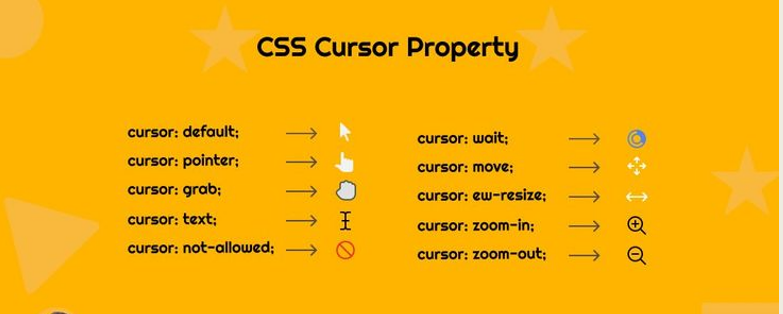 CSS Cursor Property
cursor: default;
cursor: pointer;
cursor: grab;
cursor: text;
cursor: not-allowed;
cursor: wait;
cursor: move;
cursor: ew-resize;
cursor: zoom-in;
cursor: zoom-out;